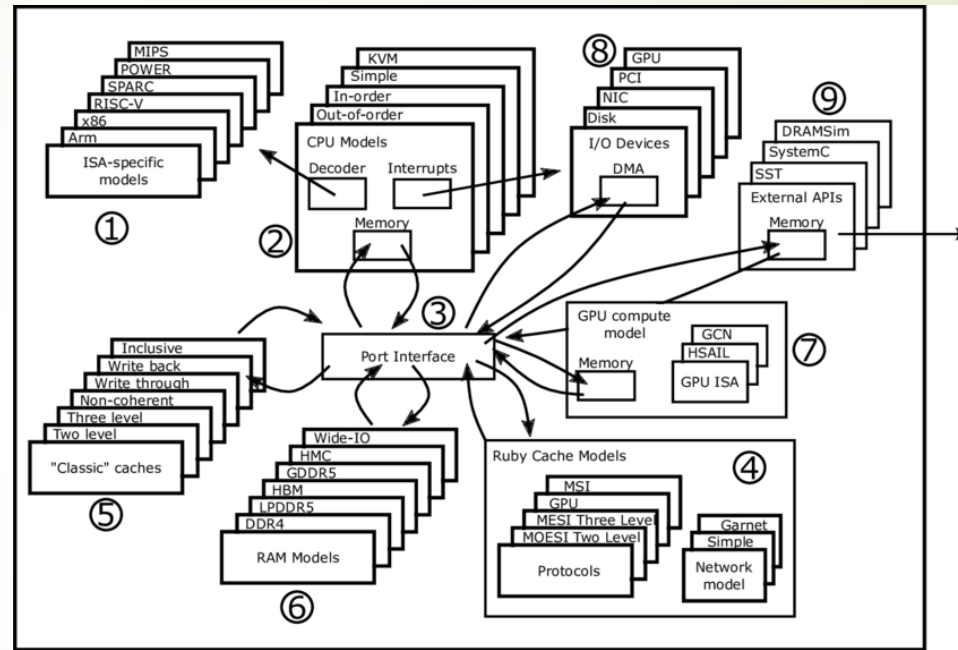 MIPS
POWER
SPARC
RISC-V
x86
Arm
ISA-specific
models
①
KVM
Simple
In-order
Out-of-order
CPU Models
Decoder
Interrupts
Memory
②
③
Port Interface
⑧
GPU
PCI
NIC
Disk
I/O Devices
DMA
⑨
DRAMSim
SystemC
SST
External APIs
Memory
GPU compute
model
Memory
GCN
HSAIL
GPU ISA
⑦
Inclusive
Write back
Write through
Non-coherent
Three level
Two level
"Classic" caches
⑤
Wide-IO
HMC
GDDR5
HBM
LPDDR5
DDR4
RAM Models
⑥
Ruby Cache Models
④
MSI
GPU
MESI Three Level
MOESI Two Level
Protocols
Garnet
Simple
Network
model